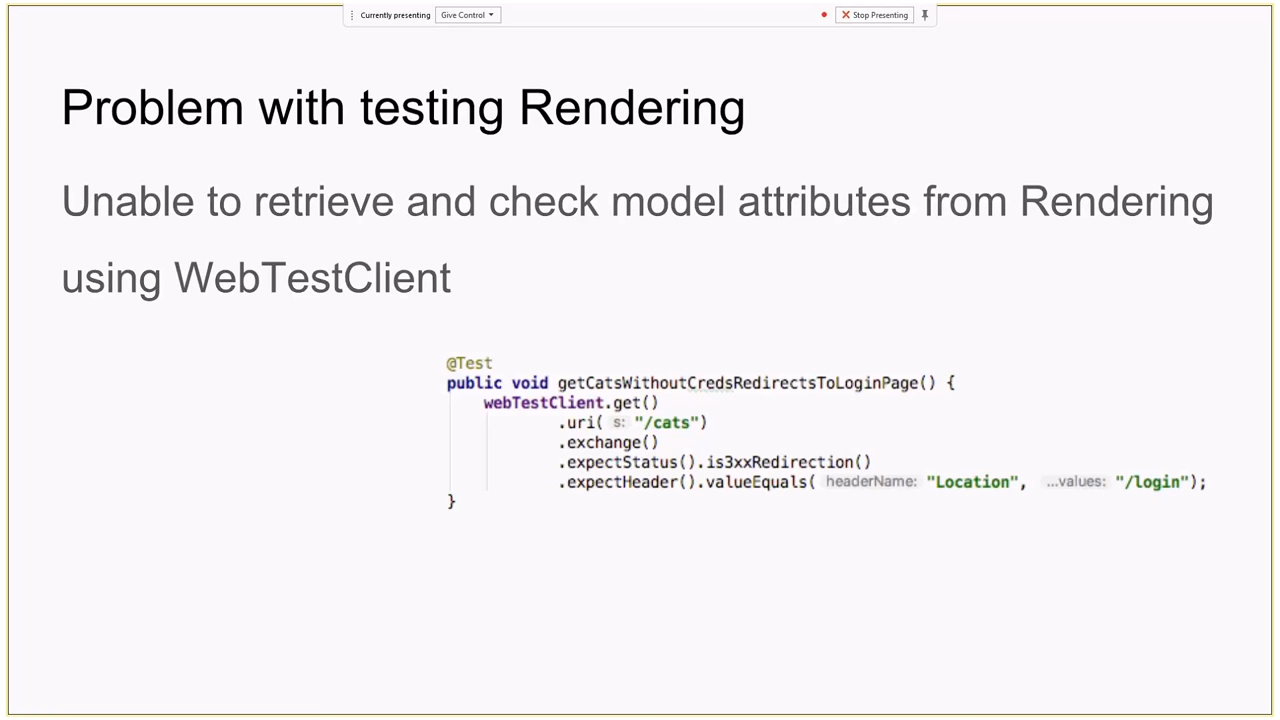 Currently presenting Give Control Stop Presenting
Problem with testing Rendering
Unable to retrieve and check model attributes from Rendering
using WebTestClient
@Test
public void getCatsWithoutCredsRedirectsToLoginPage() {
webTestClient.get()
.uri( s: "/cats")
.exchange()
.expectStatus().is3xxRedirection()
.expectHeader().valueEquals( headerName: "Location", ...values: "/login");
}